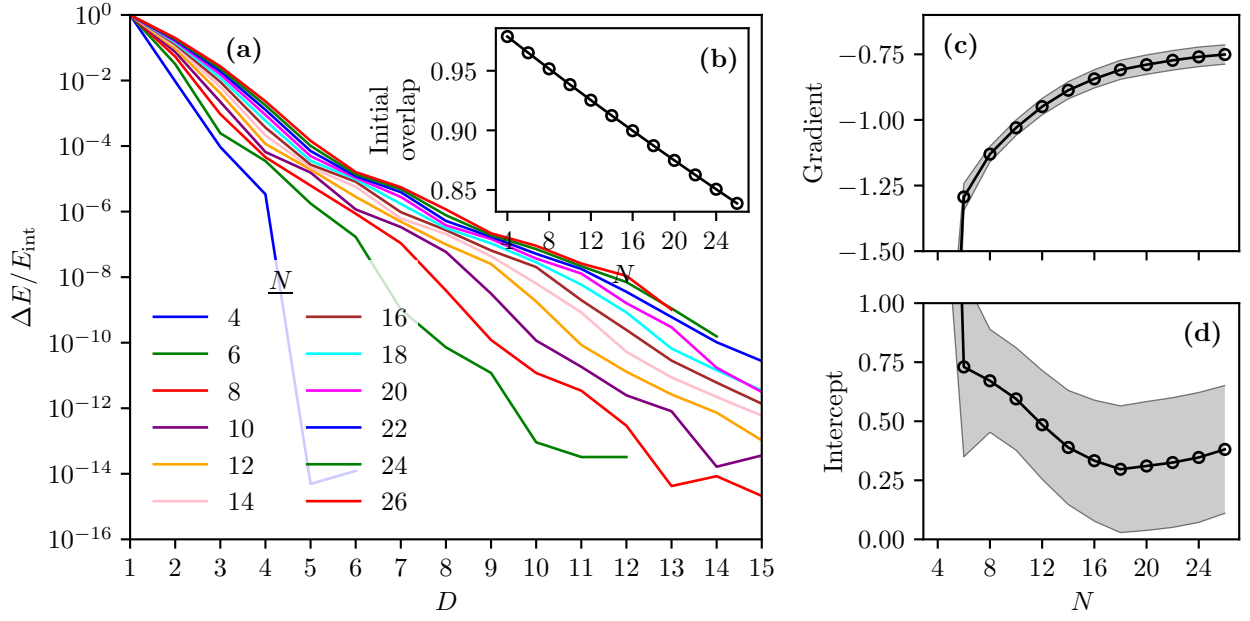 (a)
ΔE/E_int
10^0
10^−2
10^−4
10^−6
10^−8
10^−10
10^−12
10^−14
10^−16
1 2 3 4 5 6 7 8 9 10 11 12 13 14 15
D
N
4 16
6 18
8 20
10 22
12 24
14 26
(b)
Initial
overlap
0.95
0.90
0.85
4 8 12 16 20 24
N
(c)
Gradient
−0.75
−1.00
−1.25
−1.50
(d)
Intercept
1.00
0.75
0.50
0.25
0.00
4 8 12 16 20 24
N